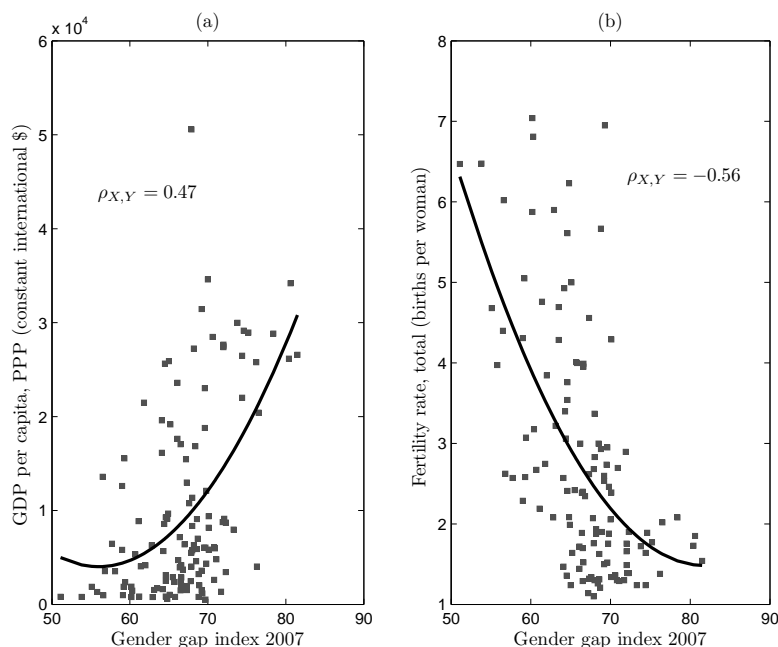 (a)
x 10⁴
6
5
4
3
2
1
0
50 60 70 80 90
Gender gap index 2007
GDP per capita, PPP (constant international $)
ρX,Y = 0.47
(b)
8
7
6
5
4
3
2
1
50 60 70 80 90
Gender gap index 2007
Fertility rate, total (births per woman)
ρX,Y = −0.56